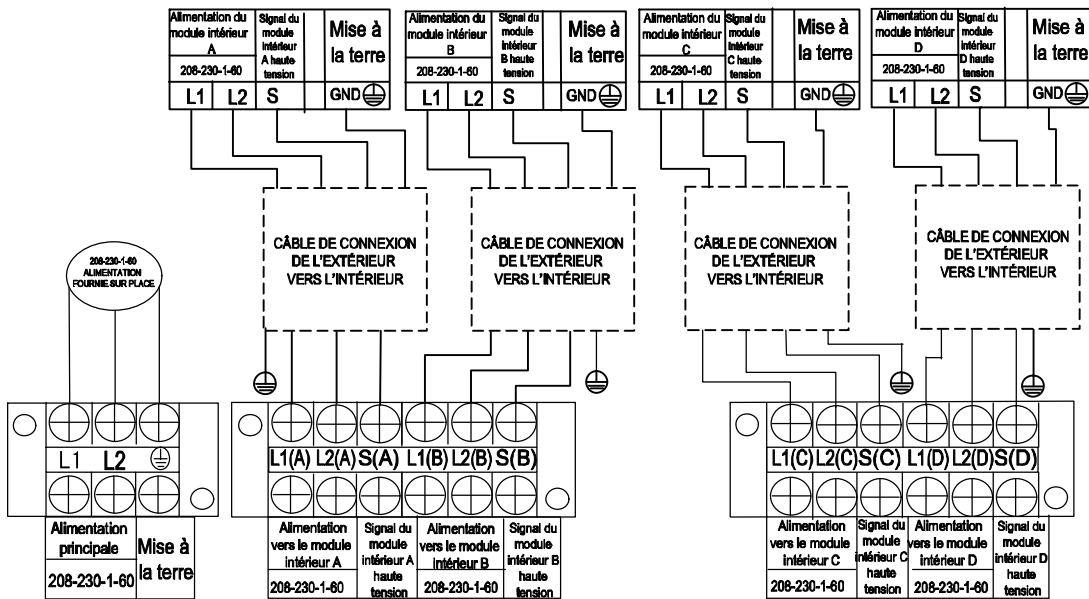 Alimentation du
module intérieur
A
208-230-1-60
Signal du
module
intérieur
A haute
tension
Mise à
la terre
L1 L2 S GND
Alimentation du
module intérieur
B
208-230-1-60
Signal du
module
intérieur
B haute
tension
Mise à
la terre
L1 L2 S GND
Alimentation du
module intérieur
C
208-230-1-60
Signal du
module
intérieur
C haute
tension
Mise à
la terre
L1 L2 S GND
Alimentation du
module intérieur
D
208-230-1-60
Signal du
module
intérieur
D haute
tension
Mise à
la terre
L1 L2 S GND
CÂBLE DE CONNEXION
DE L'EXTÉRIEUR
VERS L'INTÉRIEUR
CÂBLE DE CONNEXION
DE L'EXTÉRIEUR
VERS L'INTÉRIEUR
CÂBLE DE CONNEXION
DE L'EXTÉRIEUR
VERS L'INTÉRIEUR
CÂBLE DE CONNEXION
DE L'EXTÉRIEUR
VERS L'INTÉRIEUR
208-230-1-60
ALIMENTATION
FOURNIE SUR PLACE
L1 L2
L1(A) L2(A) S(A) L1(B) L2(B) S(B)
L1(C) L2(C) S(C) L1(D) L2(D) S(D)
Alimentation
principale
208-230-1-60
Mise à
la terre
Alimentation
vers le module
intérieur A
208-230-1-60
Signal du
module
intérieur A
haute
tension
Alimentation
vers le module
intérieur B
208-230-1-60
Signal du
module
intérieur B
haute
tension
Alimentation
vers le module
intérieur C
208-230-1-60
Signal du
module
intérieur C
haute
tension
Alimentation
vers le module
intérieur D
208-230-1-60
Signal du
module
intérieur D
haute
tension